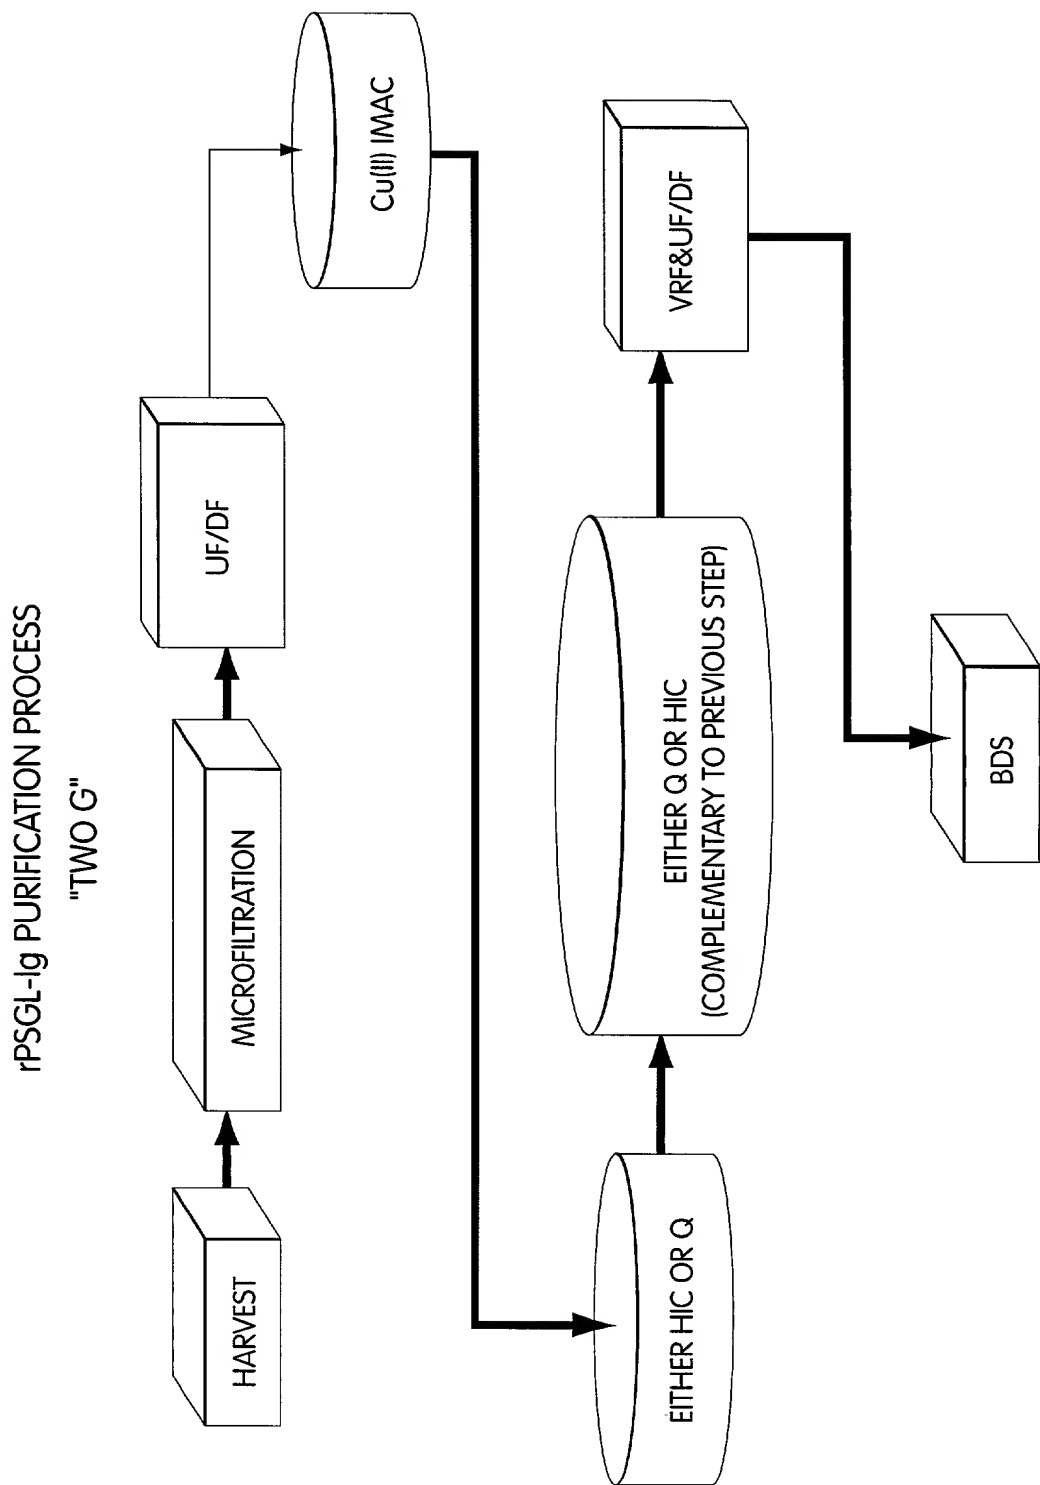 rPSGL-Ig PURIFICATION PROCESS
"TWO G"
HARVEST
MICROFILTRATION
UF/DF
Cu(II) IMAC
EITHER HIC OR Q
EITHER Q OR HIC
(COMPLEMENTARY TO PREVIOUS STEP)
VRF&UF/DF
BDS